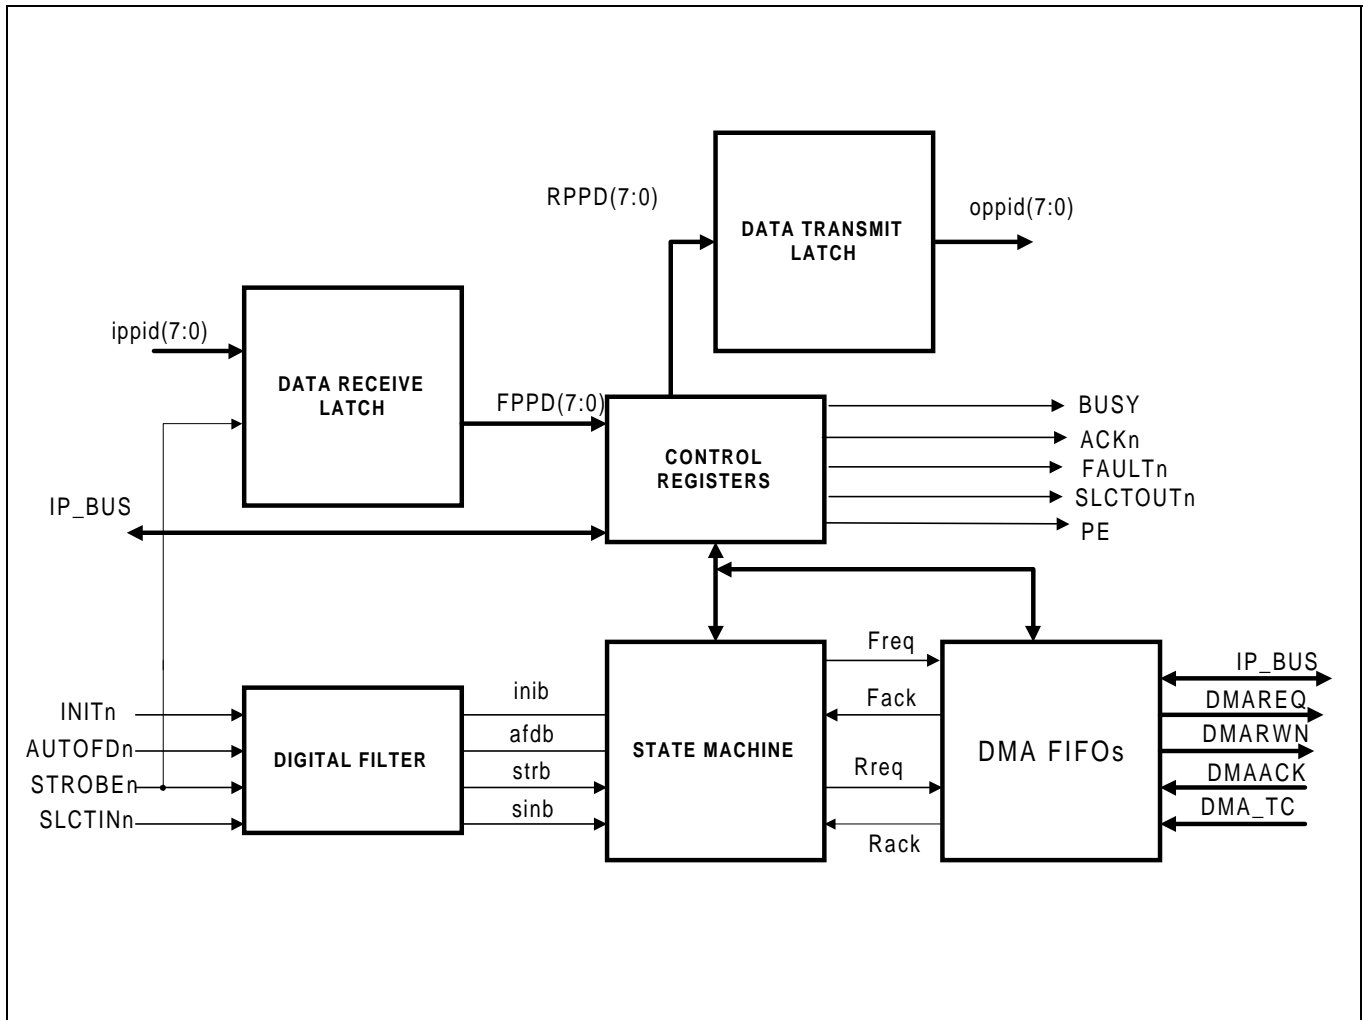 RPPD(7:0)
oppid(7:0)
DATA TRANSMIT
LATCH
ippid(7:0)
DATA RECEIVE
LATCH
FPPD(7:0)
CONTROL
REGISTERS
BUSY
ACKn
FAULTn
SLCTOUTn
PE
IP_BUS
INITn
AUTOFDn
STROBEn
SLCTINn
DIGITAL FILTER
inib
afdb
strb
sinb
STATE MACHINE
Freq
Fack
Rreq
Rack
DMA FIFOs
IP_BUS
DMAREQ
DMARWN
DMAACK
DMA_TC